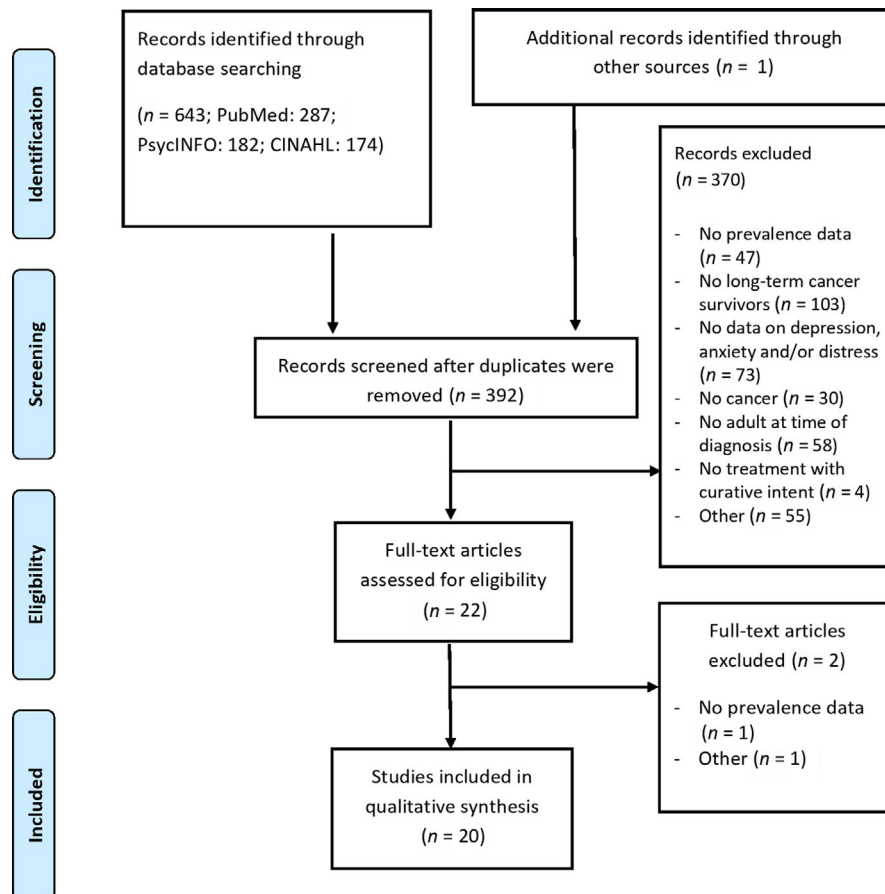 Identification
Records identified through
database searching
(n = 643; PubMed: 287;
PsycINFO: 182; CINAHL: 174)
Additional records identified through
other sources (n = 1)
Records excluded
(n = 370)
- No prevalence data
(n = 47)
- No long-term cancer
survivors (n = 103)
- No data on depression,
anxiety and/or distress
(n = 73)
- No cancer (n = 30)
- No adult at time of
diagnosis (n = 58)
- No treatment with
curative intent (n = 4)
- Other (n = 55)
Screening
Records screened after duplicates were
removed (n = 392)
Eligibility
Full-text articles
assessed for eligibility
(n = 22)
Full-text articles
excluded (n = 2)
- No prevalence data
(n = 1)
- Other (n = 1)
Included
Studies included in
qualitative synthesis
(n = 20)